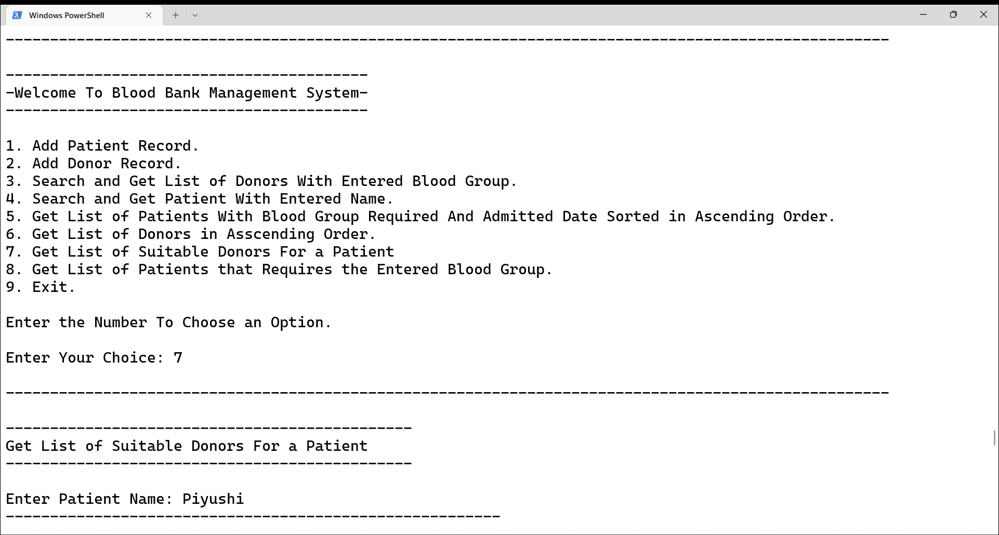 Windows PowerShell
----------------------------------------------------------------------------------------------------
-----------------------------------------
-Welcome To Blood Bank Management System-
-----------------------------------------
1. Add Patient Record.
2. Add Donor Record.
3. Search and Get List of Donors With Entered Blood Group.
4. Search and Get Patient With Entered Name.
5. Get List of Patients With Blood Group Required And Admitted Date Sorted in Ascending Order.
6. Get List of Donors in Asscending Order.
7. Get List of Suitable Donors For a Patient
8. Get List of Patients that Requires the Entered Blood Group.
9. Exit.
Enter the Number To Choose an Option.
Enter Your Choice: 7
----------------------------------------------------------------------------------------------------
----------------------------------------------
Get List of Suitable Donors For a Patient
----------------------------------------------
Enter Patient Name: Piyushi
--------------------------------------------------------